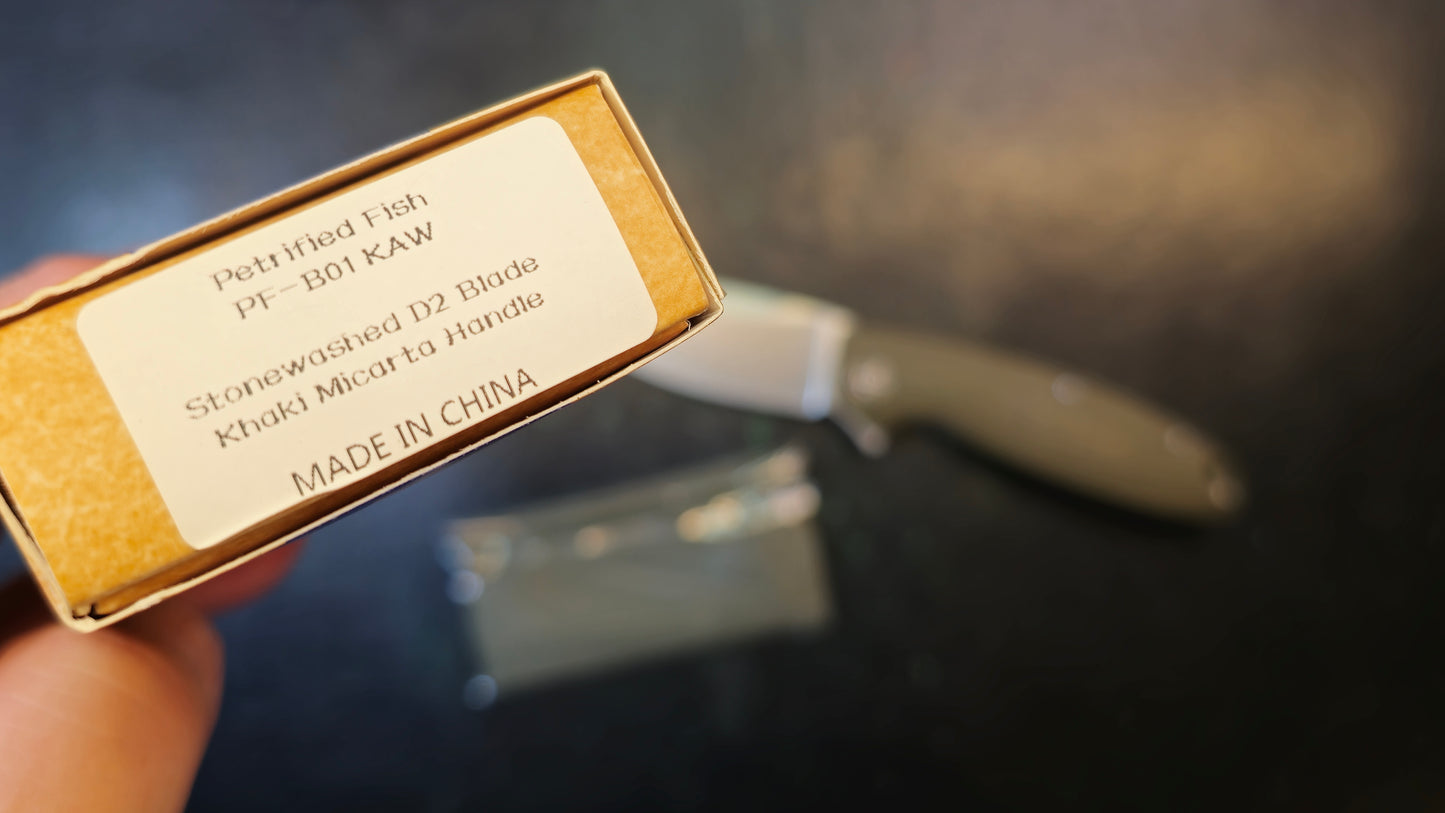 Petrified Fish
PF-B01 KAW
Stonewashed D2 Blade
Khaki Micarta Handle
MADE IN CHINA